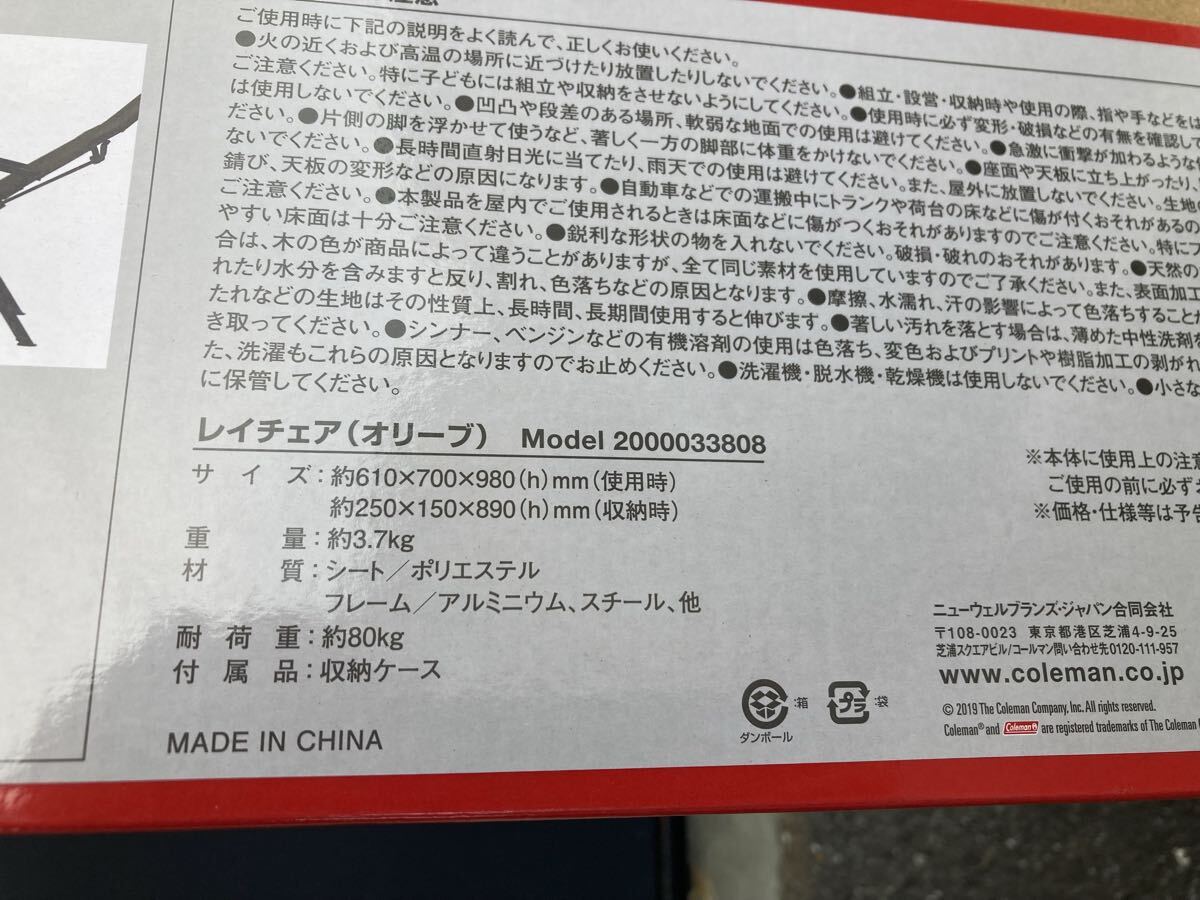 ご使用時に下記の説明をよく読んで、正しくお使いください。
●火の近くおよび高温の場所に近づけたり放置したりしないでください。●組立・設営・収納時や使用の際、指や手などをは
ご注意ください。特に子どもには組立や収納をさせないようにしてください。●使用時に必ず変形・破損などの有無を確認して
は使用しないでください。●凹凸や段差のある場所、軟弱な地面での使用は避けてください。●急激に衝撃が加わるような
ださい。●片側の脚を浮かせて使うなど、著しく一方の脚部に体重をかけないでください。●座面や天板に立ち上がったり、
ないでください。●長時間直射日光に当てたり、雨天での使用は避けてください。また、屋外に放置しないでください。生地の
錆び、天板の変形などの原因になります。●自動車などでの運搬中にトランクや荷台の床などに傷が付くおそれがあるの
ご注意ください。●本製品を屋内でご使用されるときは床面などに傷がつくおそれがありますのでご注意ください。特にフ
やすい床面は十分ご注意ください。●鋭利な形状の物を入れないでください。破損・破れのおそれがあります。●天然の
合は、木の色が商品によって違うことがありますが、全て同じ素材を使用していますのでご了承ください。また、表面加工
れたり水分を含みますと反り、割れ、色落ちなどの原因となります。●摩擦、水濡れ、汗の影響によって色落ちすることが
たれなどの生地はその性質上、長時間、長期間使用すると伸びます。●著しい汚れを落とす場合は、薄めた中性洗剤を
き取ってください。●シンナー、ベンジンなどの有機溶剤の使用は色落ち、変色およびプリントや樹脂加工の剥がれ
た、洗濯もこれらの原因となりますのでお止めください。●洗濯機・脱水機・乾燥機は使用しないでください。●小さな
に保管してください。
レイチェア（オリーブ） Model 2000033808
サイズ：約610×700×980（h）mm（使用時）
約250×150×890（h）mm（収納時）
重量：約3.7kg
材質：シート／ポリエステル
フレーム／アルミニウム、スチール、他
耐荷重：約80kg
付属品：収納ケース
MADE IN CHINA
※本体に使用上の注意
ご使用の前に必ずお
※価格・仕様等は予告
ニューウェルブランズ・ジャパン合同会社
〒108-0023 東京都港区芝浦4-9-25
芝浦スクエアビル/コールマン問い合わせ先0120-111-957
www.coleman.co.jp
© 2019 The Coleman Company, Inc. All rights reserved.
Coleman® and Coleman® are registered trademarks of The Coleman
:箱
ダンボール
プラ
:袋